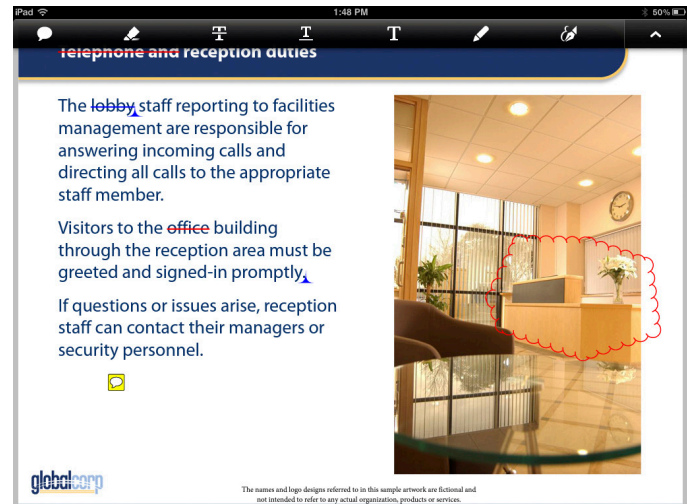 iPad 1:48 PM 50%
T T T
Telephone and reception duties
The lobby staff reporting to facilities
management are responsible for
answering incoming calls and
directing all calls to the appropriate
staff member.
Visitors to the office building
through the reception area must be
greeted and signed-in promptly.
If questions or issues arise, reception
staff can contact their managers or
security personnel.
globalcorp
The names and logo designs referred to in this sample artwork are fictional and
not intended to refer to any actual organization, products or services.